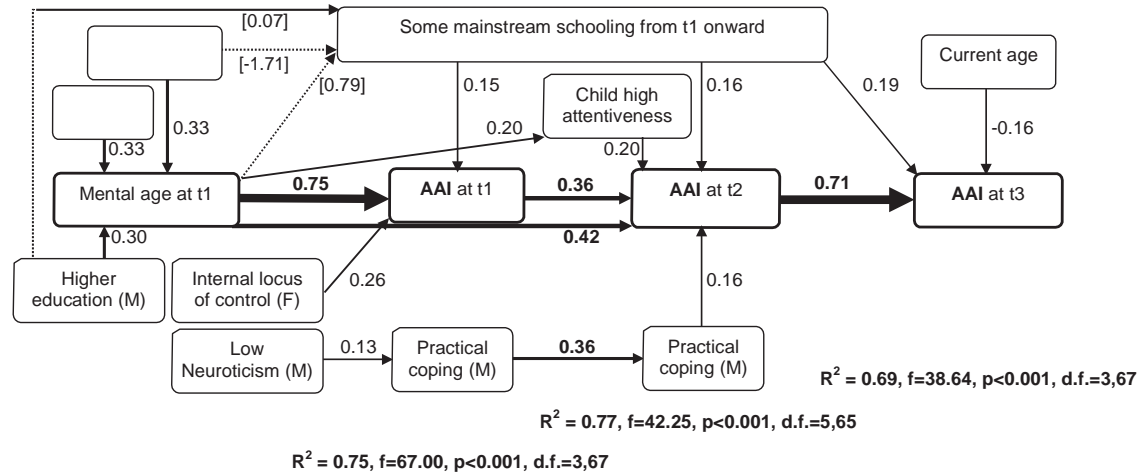 [0.07]
Some mainstream schooling from t1 onward
[-1.71]
[0.79]
Current age
0.15
Child high
attentiveness
0.16
0.19
0.33
0.33
0.20
0.20
-0.16
Mental age at t1
0.75
AAI at t1
0.36
AAI at t2
0.71
AAI at t3
0.42
0.30
Higher
education (M)
Internal locus
of control (F)
0.26
0.16
Low
Neuroticism (M)
0.13
Practical
coping (M)
0.36
Practical
coping (M)
R² = 0.69, f=38.64, p<0.001, d.f.=3,67
R² = 0.77, f=42.25, p<0.001, d.f.=5,65
R² = 0.75, f=67.00, p<0.001, d.f.=3,67